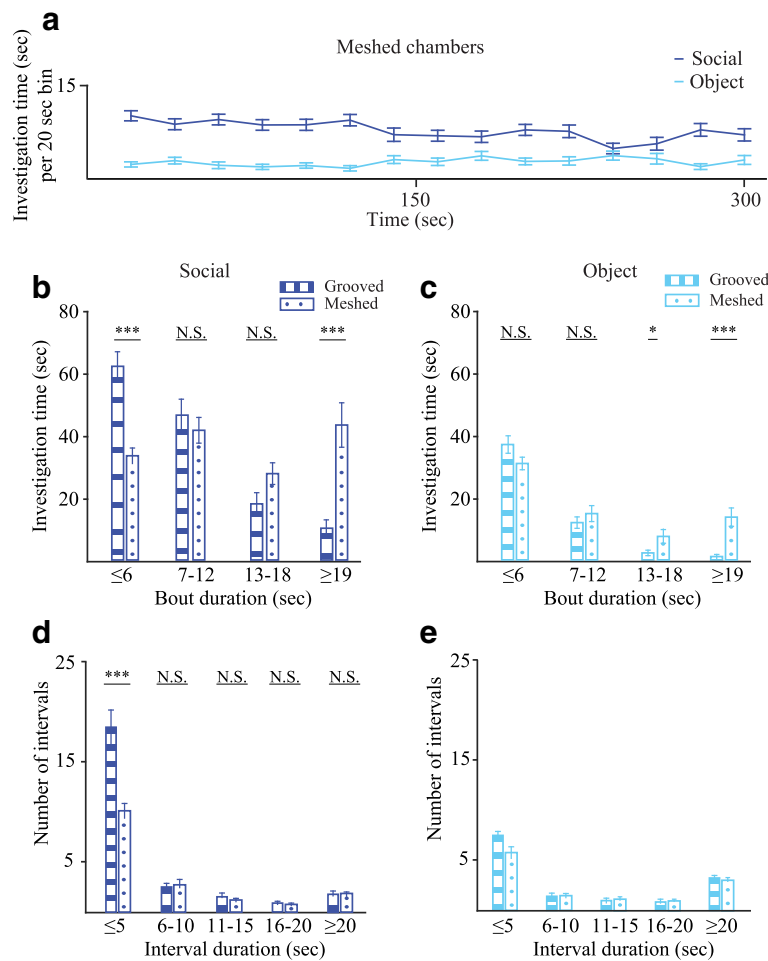 a
Meshed chambers
Investigation time (sec)
per 20 sec bin
15
Social
Object
150
300
Time (sec)
b
Social
Grooved
Meshed
Investigation time (sec)
80
60
40
20
***
N.S.
N.S.
***
≤6
7-12
13-18
≥19
Bout duration (sec)
c
Object
Grooved
Meshed
Investigation time (sec)
80
60
40
20
N.S.
N.S.
*
***
≤6
7-12
13-18
≥19
Bout duration (sec)
d
Number of intervals
25
15
5
***
N.S.
N.S.
N.S.
N.S.
≤5
6-10
11-15
16-20
≥20
Interval duration (sec)
e
Number of intervals
25
15
5
≤5
6-10
11-15
16-20
≥20
Interval duration (sec)